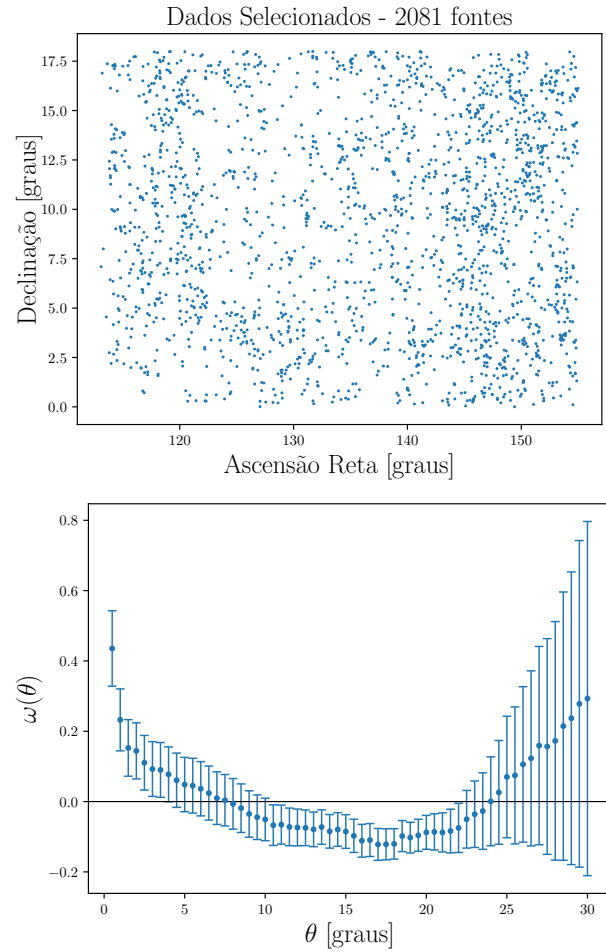 Dados Selecionados - 2081 fontes
17.5
15.0
12.5
10.0
7.5
5.0
2.5
0.0
Declinação [graus]
120 130 140 150
Ascensão Reta [graus]
0.8
0.6
0.4
0.2
0.0
−0.2
ω(θ)
0 5 10 15 20 25 30
θ [graus]